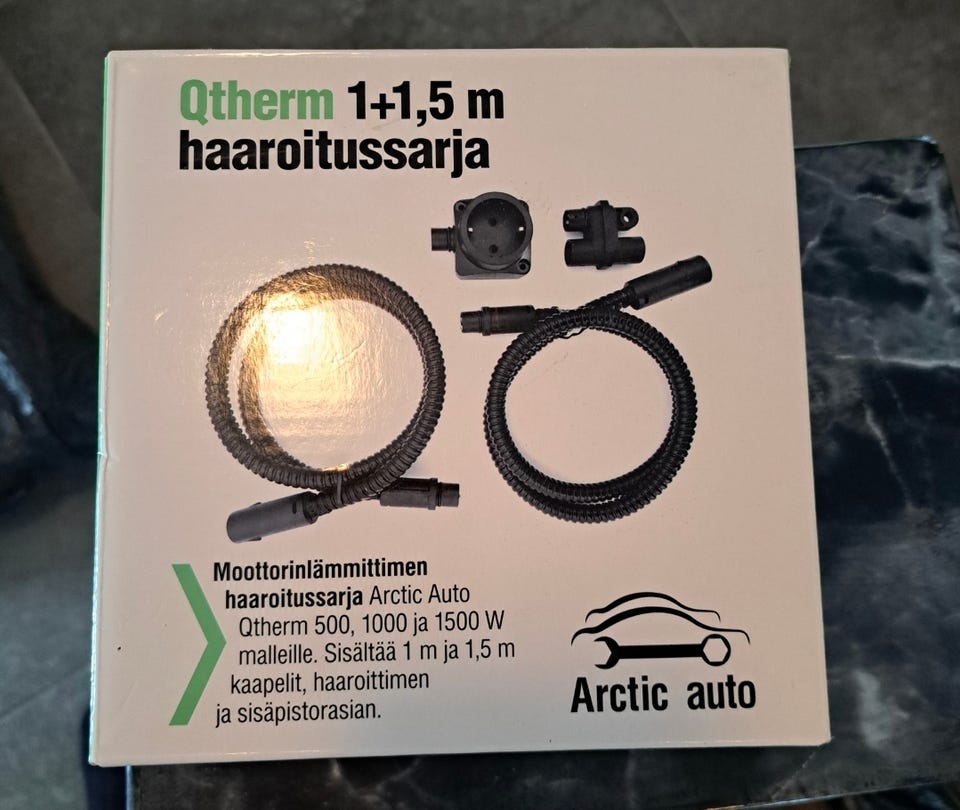 Qtherm 1+1,5 m
haaroitussarja
Moottorinlämmittimen
haaroitussarja Arctic Auto
Qtherm 500, 1000 ja 1500 W
malleille. Sisältää 1 m ja 1,5 m
kaapelit, haaroittimen
ja sisäpistorasian.
Arctic auto